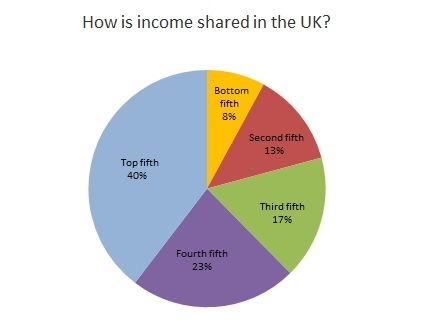 How is income shared in the UK?
Bottom
fifth
8%
Second fifth
13%
Third fifth
17%
Fourth fifth
23%
Top fifth
40%